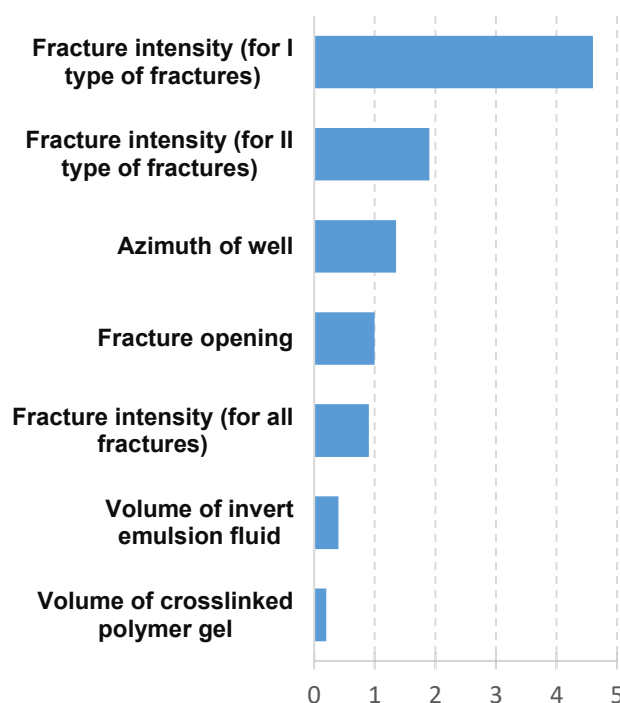 Fracture intensity (for I
type of fractures)
Fracture intensity (for II
type of fractures)
Azimuth of well
Fracture opening
Fracture intensity (for all
fractures)
Volume of invert
emulsion fluid
Volume of crosslinked
polymer gel
0 1 2 3 4 5